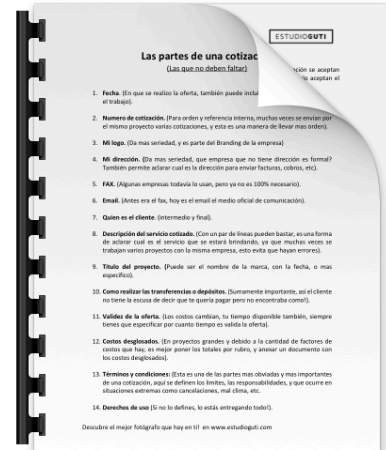 ESTUDIOGUTI
Las partes de una cotizac
(Las que no deben faltar)
ción se aceptan
aceptan el
1. Fecha. (En que se realizo la oferta, también puede inclui
el trabajo).
2. Numero de cotización. (Para orden y referencia interna, muchas veces se envían por
el mismo proyecto varias cotizaciones, y esta es una manera de llevar mas orden).
3. Mi logo. (Da mas seriedad, y es parte del Branding de la empresa)
4. Mi dirección. (Da mas seriedad, que empresa que no tiene dirección es formal?
También permite aclarar cual es la dirección para enviar facturas, cobros, etc).
5. FAX. (Algunas empresas todavía lo usan, pero ya no es 100% necesario).
6. Email. (Antes era el fax, hoy es el email el medio oficial de comunicación).
7. Quien es el cliente. (intermedio y final).
8. Descripción del servicio cotizado. (Con un par de líneas pueden bastar, es una forma
de aclarar cual es el servicio que se estará brindando, ya que muchas veces se
trabajan varios proyectos con la misma empresa, esto evita que hayan errores).
9. Titulo del proyecto. (Puede ser el nombre de la marca, con la fecha, o mas
especifico).
10. Como realizar las transferencias o depósitos. (Sumamente importante, así el cliente
no tiene la escusa de decir que te quería pagar pero no encontraba como!).
11. Validez de la oferta. (Los costos cambian, tu tiempo disponible también, siempre
tienes que especificar por cuanto tiempo es valida la oferta).
12. Costos desglosados. (En proyectos grandes y debido a la cantidad de factores de
costos que hay, es mejor poner los totales por rubro, y anexar un documento con
los costes desglosados).
13. Términos y condiciones: (Esta es una de las partes mas obviadas y mas importantes
de una cotización, aquí se definen los limites, las responsabilidades, y que ocurre en
situaciones extremas como cancelaciones, mal clima, etc.
14. Derechos de uso (Si no lo defines, lo estás entregando todo!).
Descubre el mejor fotógrafo que hay en ti! en www.estudioguti.com